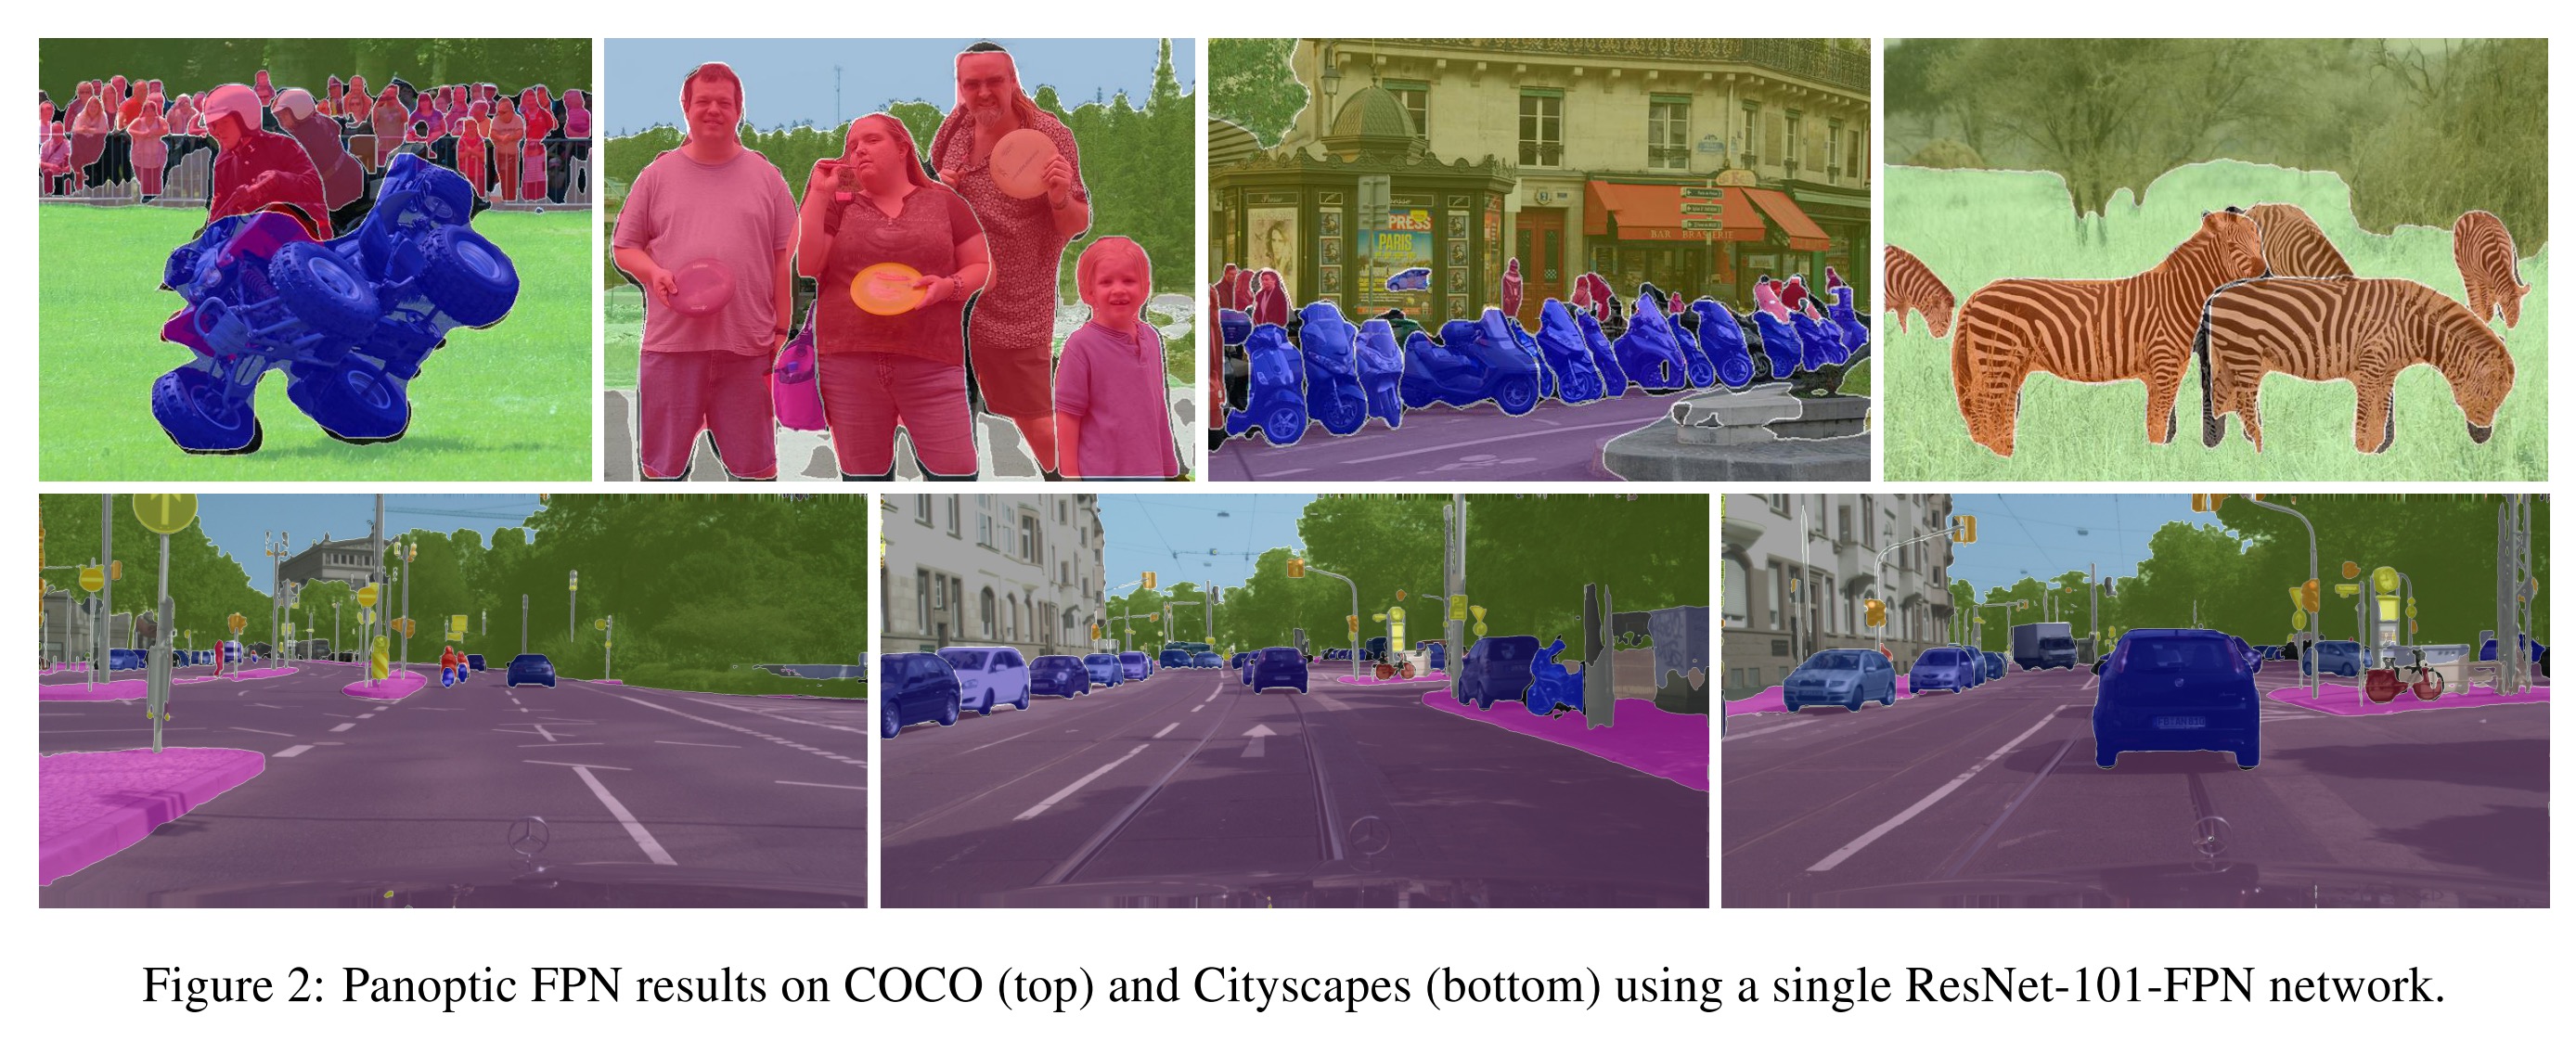 PRESS
PARIS
BAR BRASSERIE
Figure 2: Panoptic FPN results on COCO (top) and Cityscapes (bottom) using a single ResNet-101-FPN network.